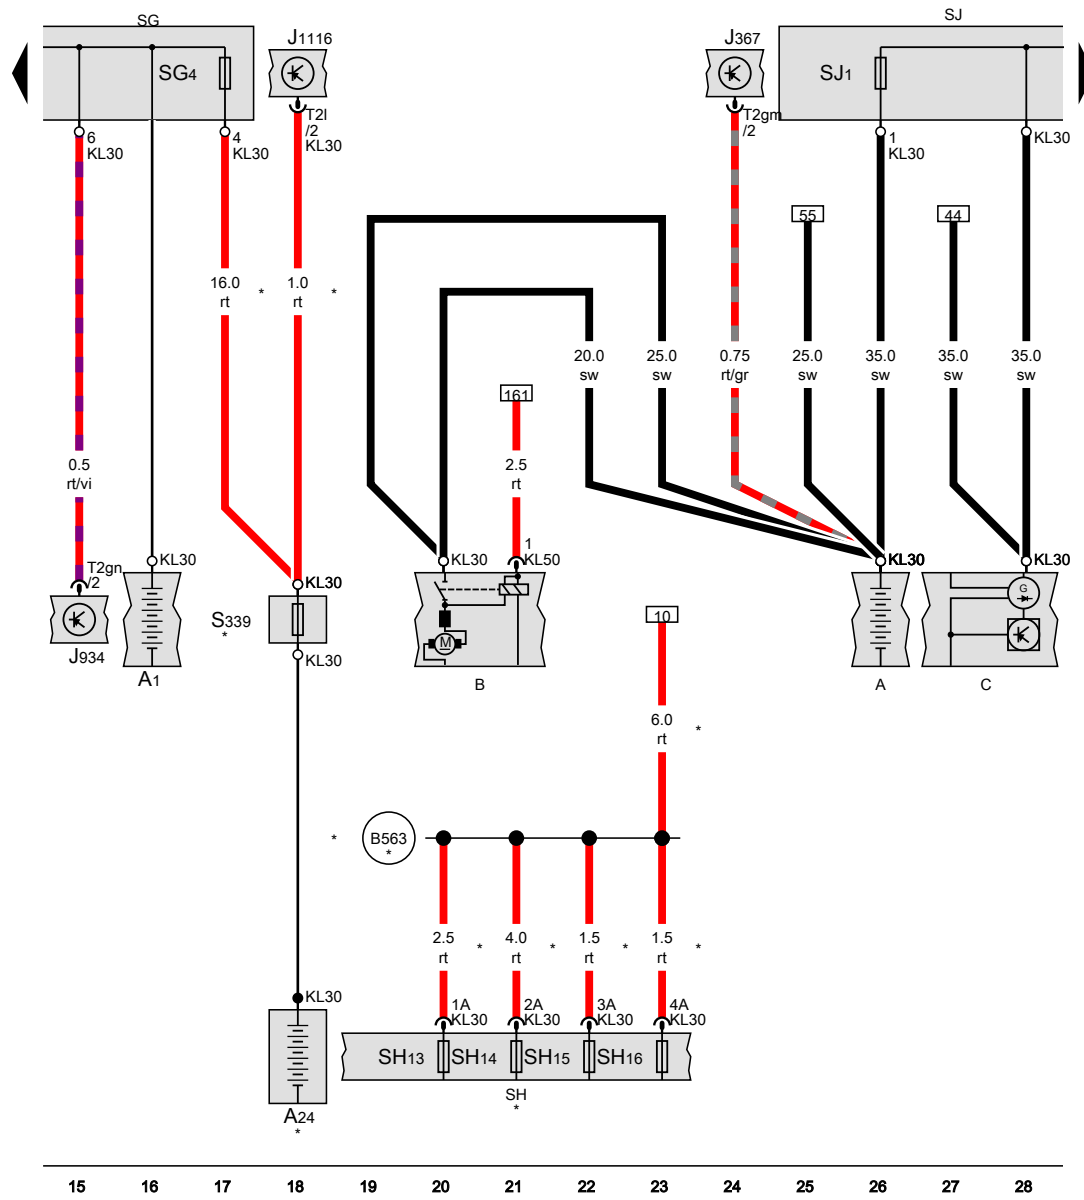 SG
SJ
J1116
J367
SG4
SJ1
T2l
/2
KL30
T2gm
/2
6
KL30
4
KL30
1
KL30
KL30
55
44
16.0
rt
*
1.0
rt
*
20.0
sw
25.0
sw
0.75
rt/gr
25.0
sw
35.0
sw
35.0
sw
35.0
sw
161
0.5
rt/vi
2.5
rt
1
KL50
KL30
KL30
KL30
KL30
T2gn
/2
KL30
G
S339
*
10
M
J934
A1
KL30
B
A
C
6.0
rt
*
*
B563
*
2.5
rt
*
4.0
rt
*
1.5
rt
*
1.5
rt
*
KL30
1A
KL30
2A
KL30
3A
KL30
4A
KL30
SH13
SH14
SH15
SH16
SH
*
A24
*
15 16 17 18 19 20 21 22 23 24 25 26 27 28